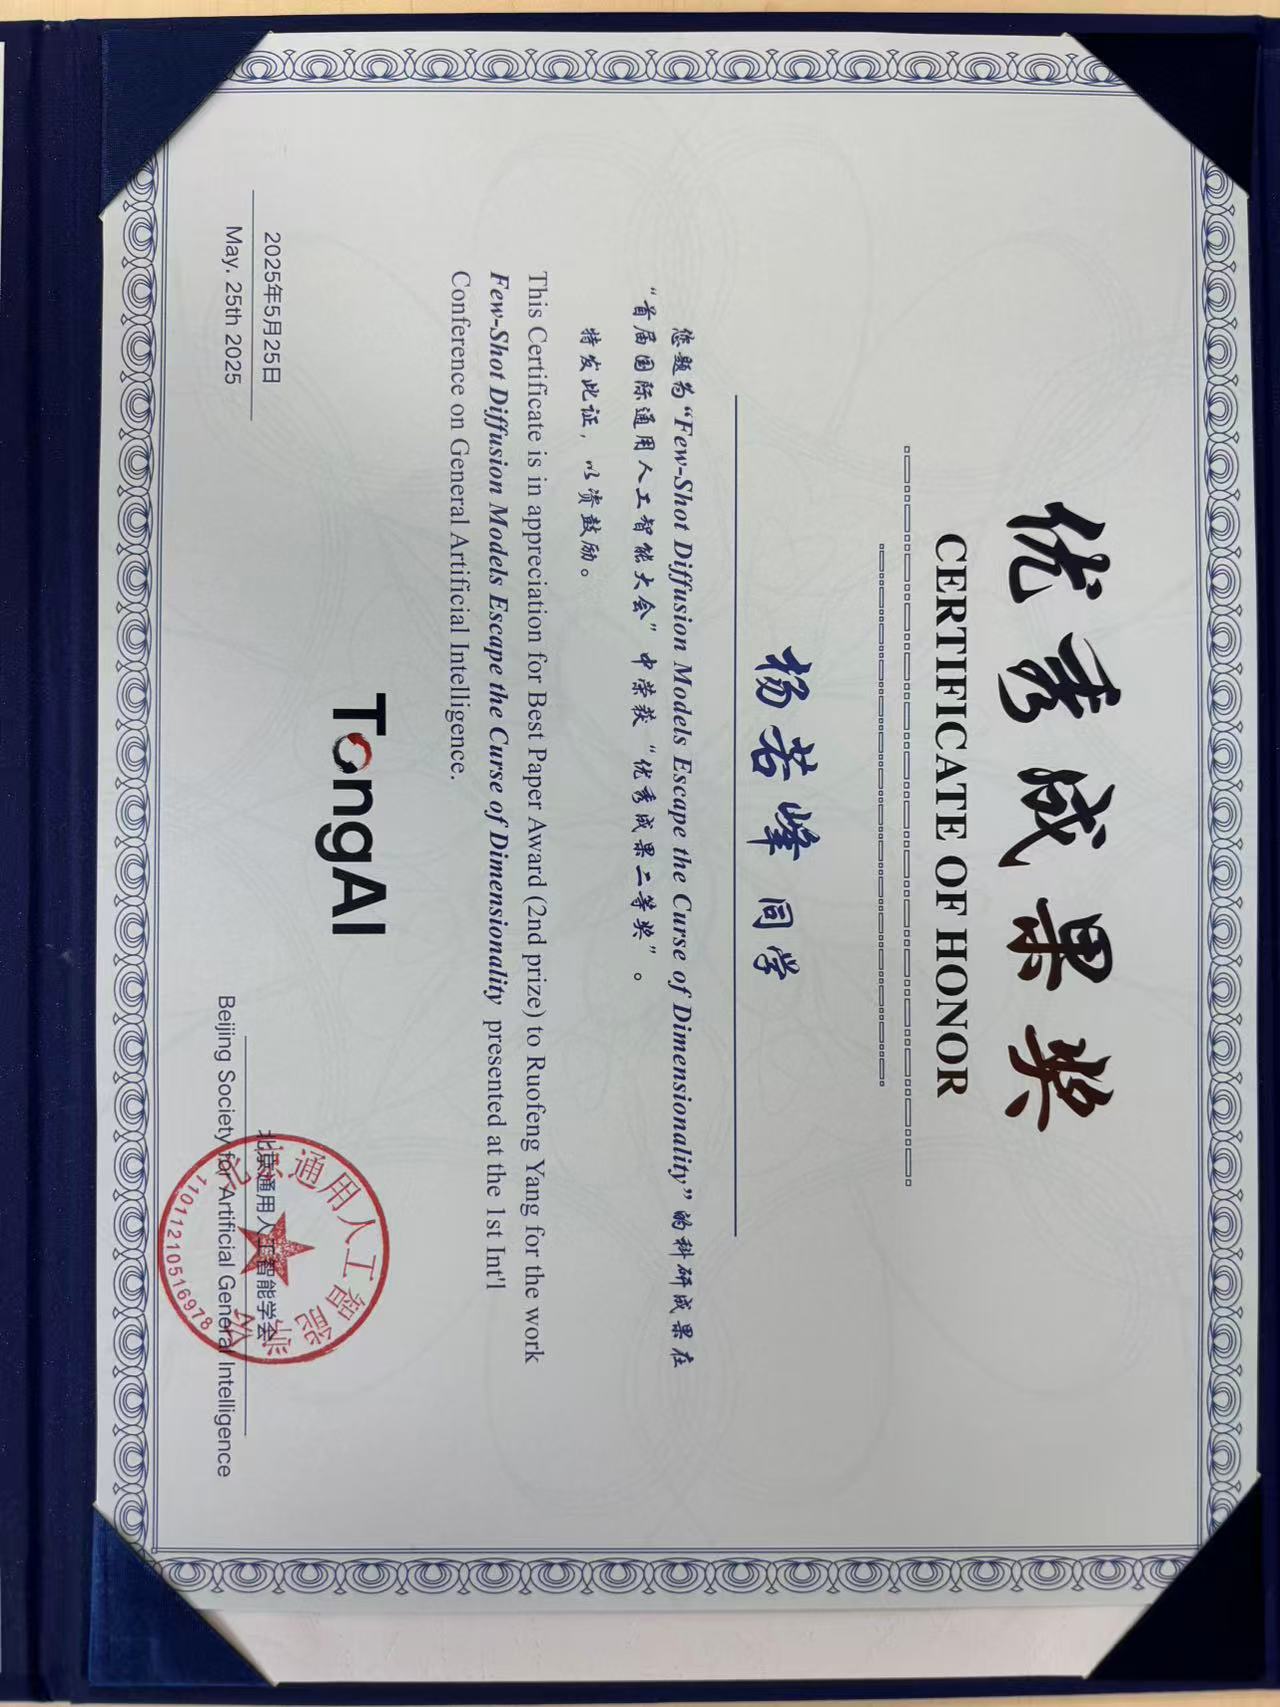 优秀成果奖
CERTIFICATE OF HONOR
杨若峰 同学
您题为“Few-Shot Diffusion Models Escape the Curse of Dimensionality”的科研成果在
“首届国际通用人工智能大会”中荣获“优秀成果二等奖”。
特发此证，以资鼓励。
This Certificate is in appreciation for Best Paper Award (2nd prize) to Ruofeng Yang for the work
Few-Shot Diffusion Models Escape the Curse of Dimensionality presented at the 1st Int'l
Conference on General Artificial Intelligence.
TongAI
2025年5月25日
May. 25th 2025
北京通用人工智能学会
Beijing Society for Artificial General Intelligence
北京通用人工智能学会
1101121051697​8